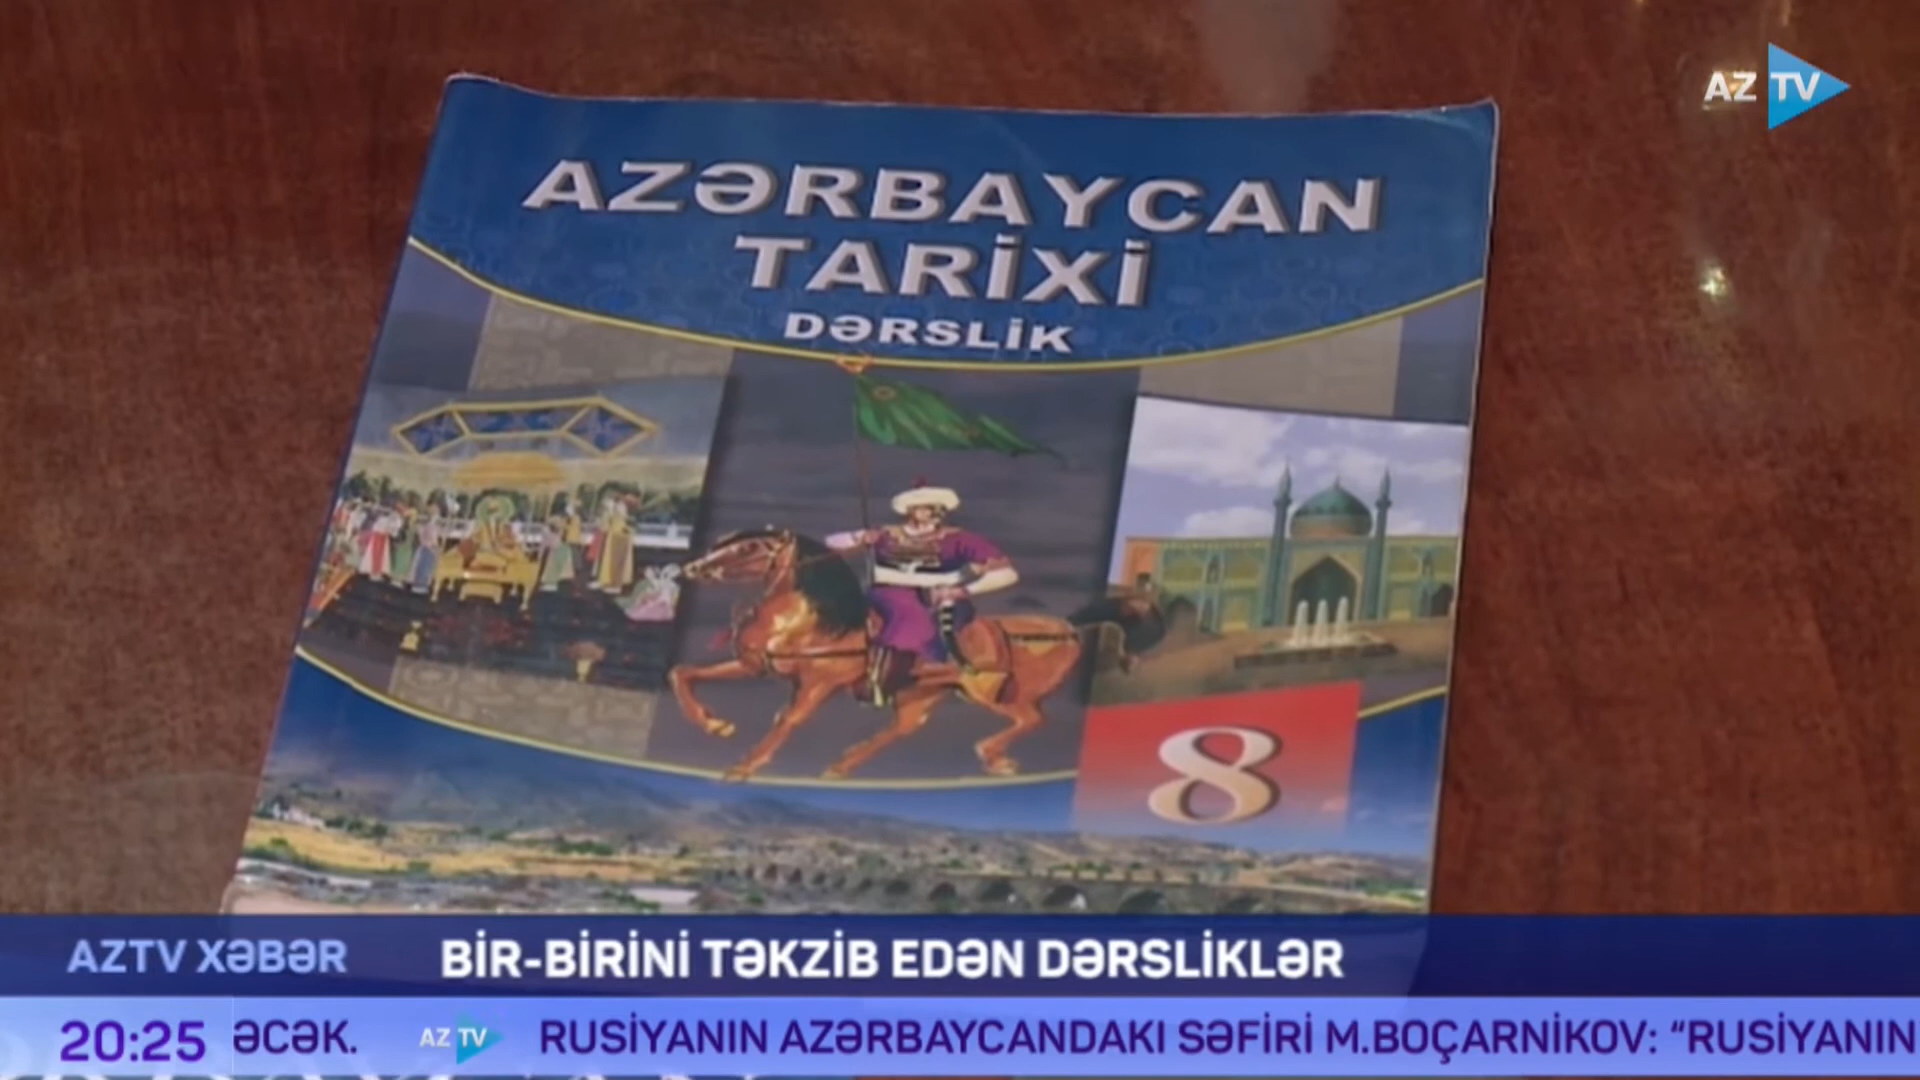 AZ TV
AZƏRBAYCAN
TARİXİ
DƏRSLİK
8
AZTV XƏBƏR
BİR-BİRİNİ TƏKZİB EDƏN DƏRSLİKLƏR
20:25
ƏCƏK.
AZ TV
RUSİYANIN AZƏRBAYCANDAKI SƏFİRİ M.BOÇARNİKOV: “RUSİYANIN